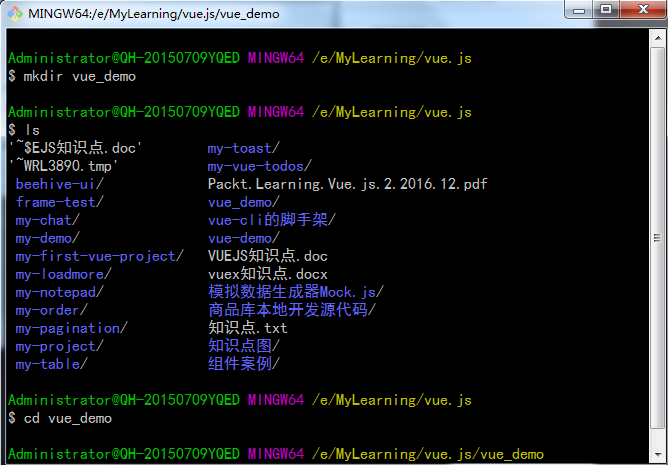 MINGW64:/e/MyLearning/vue.js/vue_demo
Administrator@QH-20150709YQED MINGW64 /e/MyLearning/vue.js
$ mkdir vue_demo
Administrator@QH-20150709YQED MINGW64 /e/MyLearning/vue.js
$ ls
'~$EJS知识点.doc' my-toast/
'~WRL3890.tmp' my-vue-todos/
beehive-ui/ Packt.Learning.Vue.js.2.2016.12.pdf
frame-test/ vue_demo/
my-chat/ vue-cli的脚手架/
my-demo/ vue-demo/
my-first-vue-project/ VUEJS知识点.doc
my-loadmore/ vuex知识点.docx
my-notepad/ 模拟数据生成器Mock.js/
my-order/ 商品库本地开发源代码/
my-pagination/ 知识点.txt
my-project/ 知识点图/
my-table/ 组件案例/
Administrator@QH-20150709YQED MINGW64 /e/MyLearning/vue.js
$ cd vue_demo
Administrator@QH-20150709YQED MINGW64 /e/MyLearning/vue.js/vue_demo